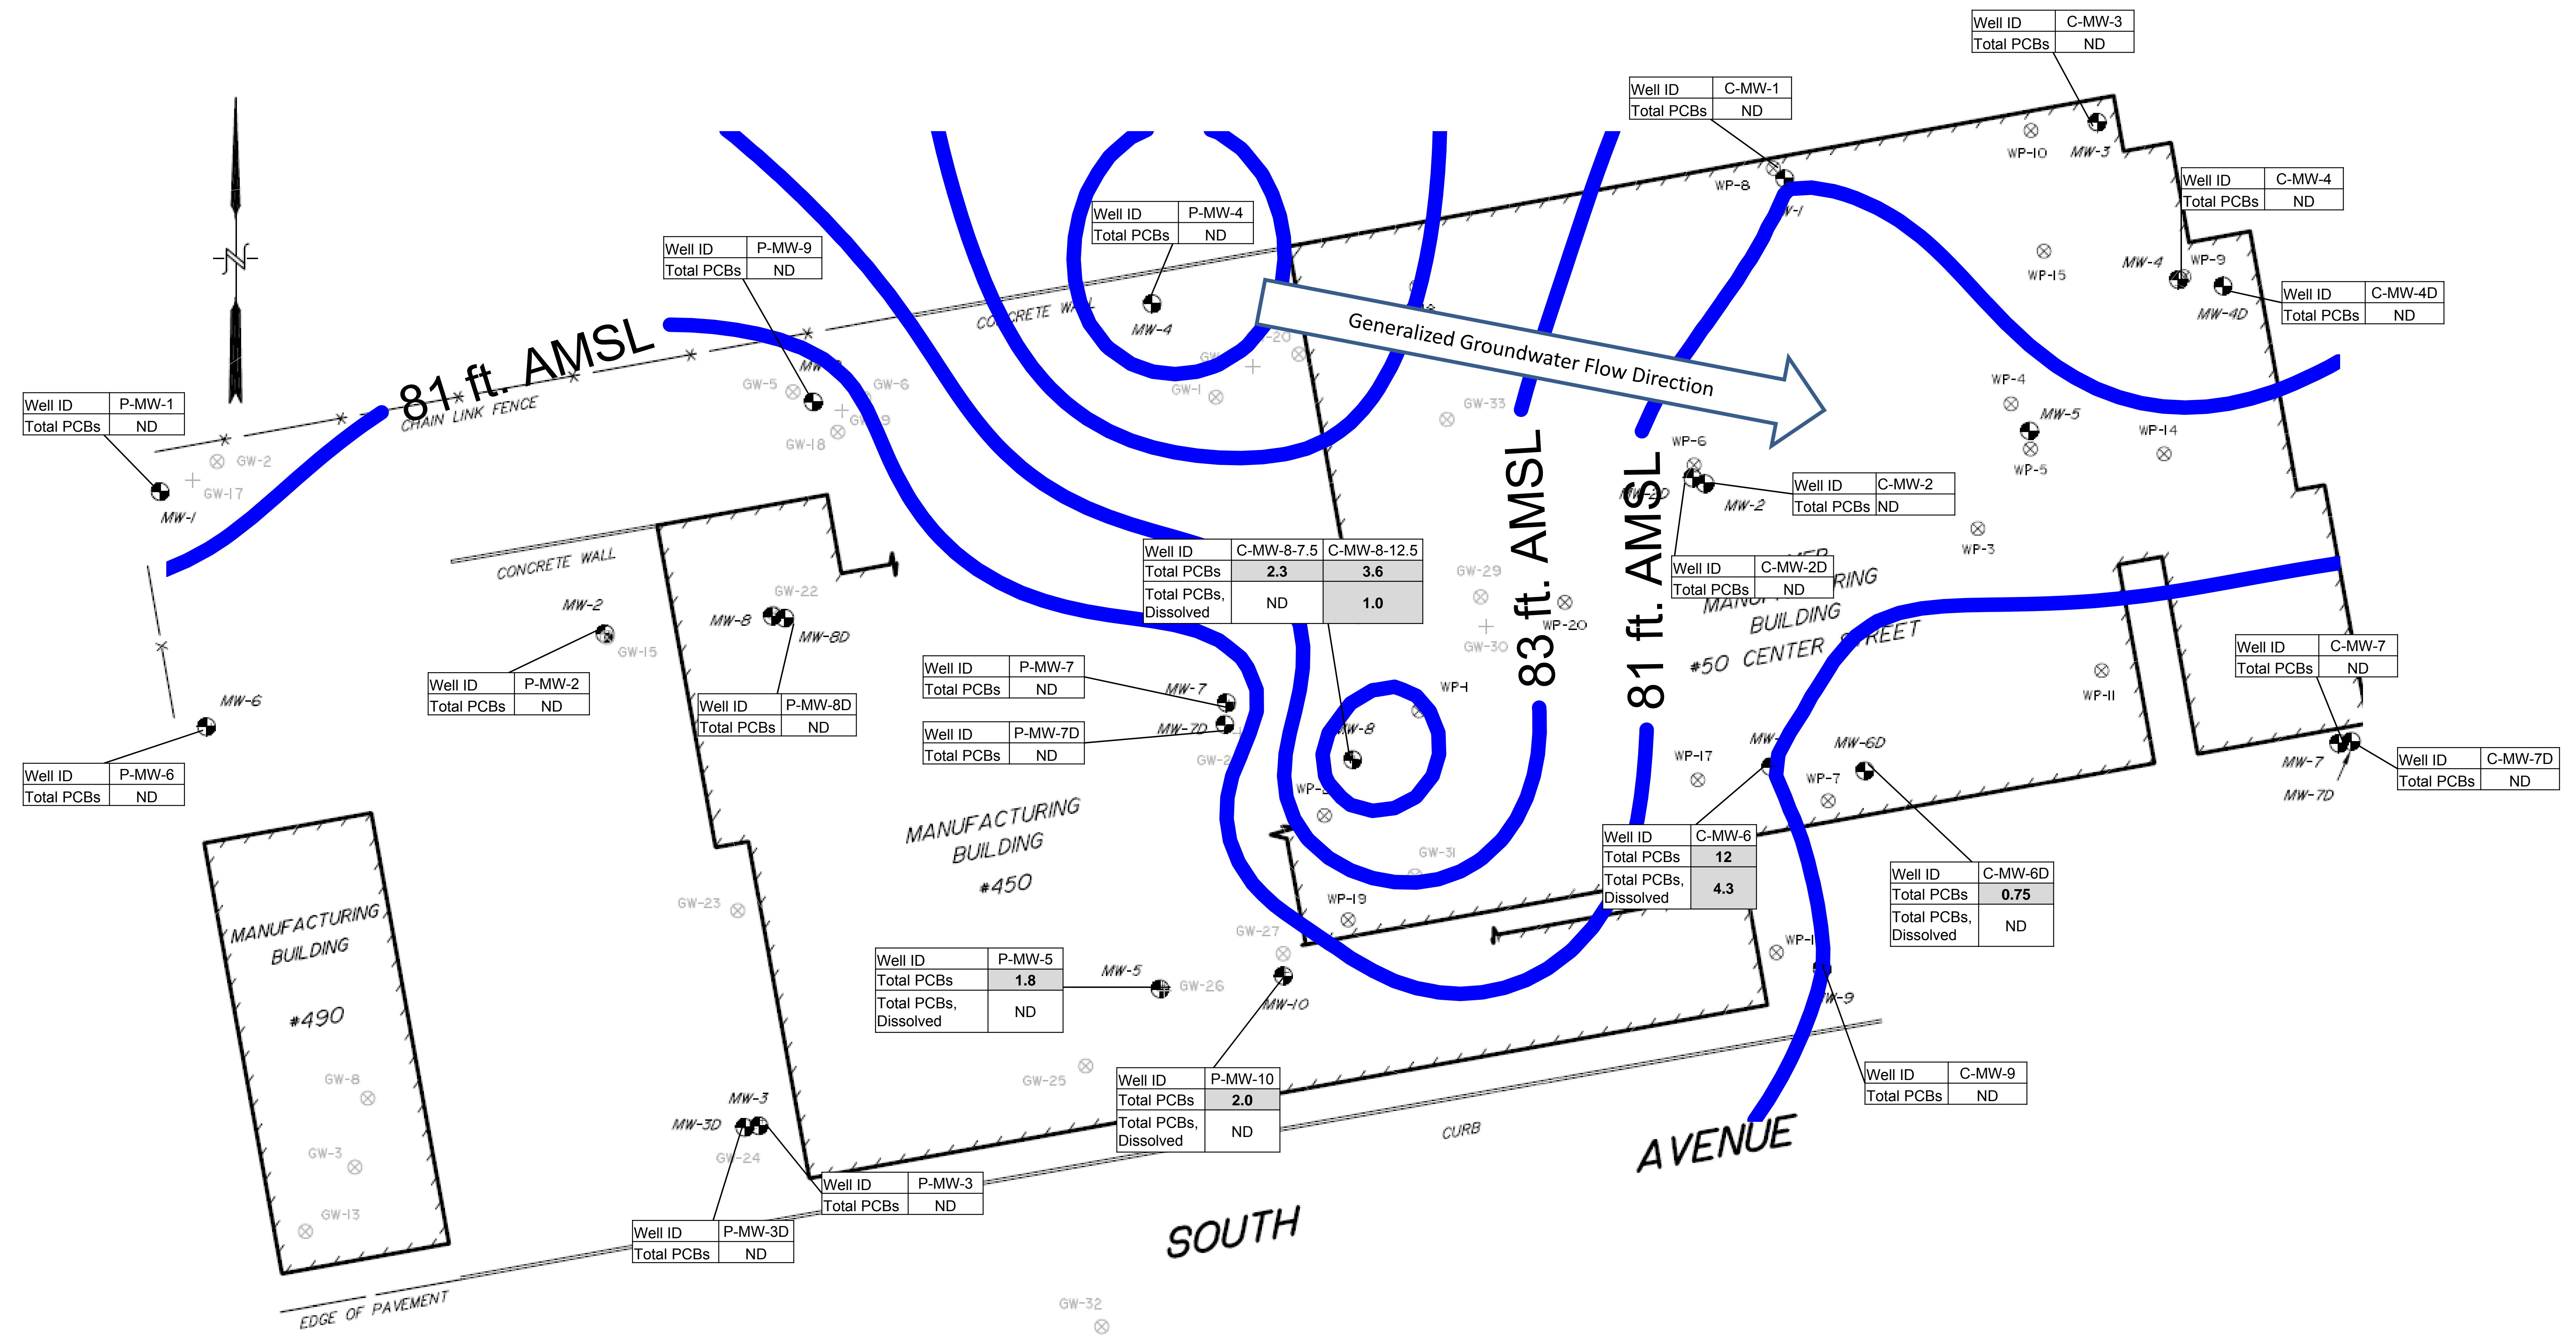 Well ID C-MW-3
Total PCBs ND
Well ID C-MW-1
Total PCBs ND
WP-10
MW-3
WP-8
Well ID C-MW-4
Total PCBs ND
Well ID P-MW-4
Total PCBs ND
Well ID P-MW-9
Total PCBs ND
N
WP-15
MW-4
WP-9
Well ID C-MW-4D
Total PCBs ND
MW-4D
CONCRETE
MW-4
Generalized Groundwater Flow Direction
81 ft. AMSL
CHAIN LINK FENCE
GW-5
GW-6
GW-18
GW-1
GW-33
WP-4
MW-5
WP-14
WP-5
Well ID P-MW-1
Total PCBs ND
GW-2
GW-17
MW-1
WP-6
MW-2D
MW-2
Well ID C-MW-2
Total PCBs ND
WP-3
83 ft. AMSL
81 ft. AMSL
CONCRETE WALL
Well ID C-MW-8-7.5 C-MW-8-12.5
Total PCBs 2.3 3.6
Total PCBs, Dissolved ND 1.0
GW-29
GW-30
WP-20
Well ID C-MW-2D
Total PCBs ND
BUILDING
#50 CENTER STREET
MW-2
GW-15
GW-22
MW-8
MW-8D
Well ID P-MW-2
Total PCBs ND
Well ID P-MW-8D
Total PCBs ND
Well ID P-MW-7
Total PCBs ND
MW-7
MW-7D
Well ID P-MW-7D
Total PCBs ND
WP-1
MW-8
WP-11
Well ID C-MW-7
Total PCBs ND
MW-6
Well ID P-MW-6
Total PCBs ND
WP-17
MW-6D
WP-7
MW-7
MW-7D
Well ID C-MW-7D
Total PCBs ND
MANUFACTURING
BUILDING
#450
Well ID C-MW-6
Total PCBs 12
Total PCBs, Dissolved 4.3
Well ID C-MW-6D
Total PCBs 0.75
Total PCBs, Dissolved ND
GW-31
WP-19
GW-23
GW-27
MANUFACTURING
BUILDING
#490
Well ID P-MW-5
Total PCBs 1.8
Total PCBs, Dissolved ND
MW-5
GW-26
MW-10
GW-25
GW-8
GW-3
GW-13
MW-3
MW-3D
GW-24
Well ID P-MW-10
Total PCBs 2.0
Total PCBs, Dissolved ND
Well ID C-MW-9
Total PCBs ND
CURB
AVENUE
SOUTH
Well ID P-MW-3
Total PCBs ND
Well ID P-MW-3D
Total PCBs ND
EDGE OF PAVEMENT
GW-32